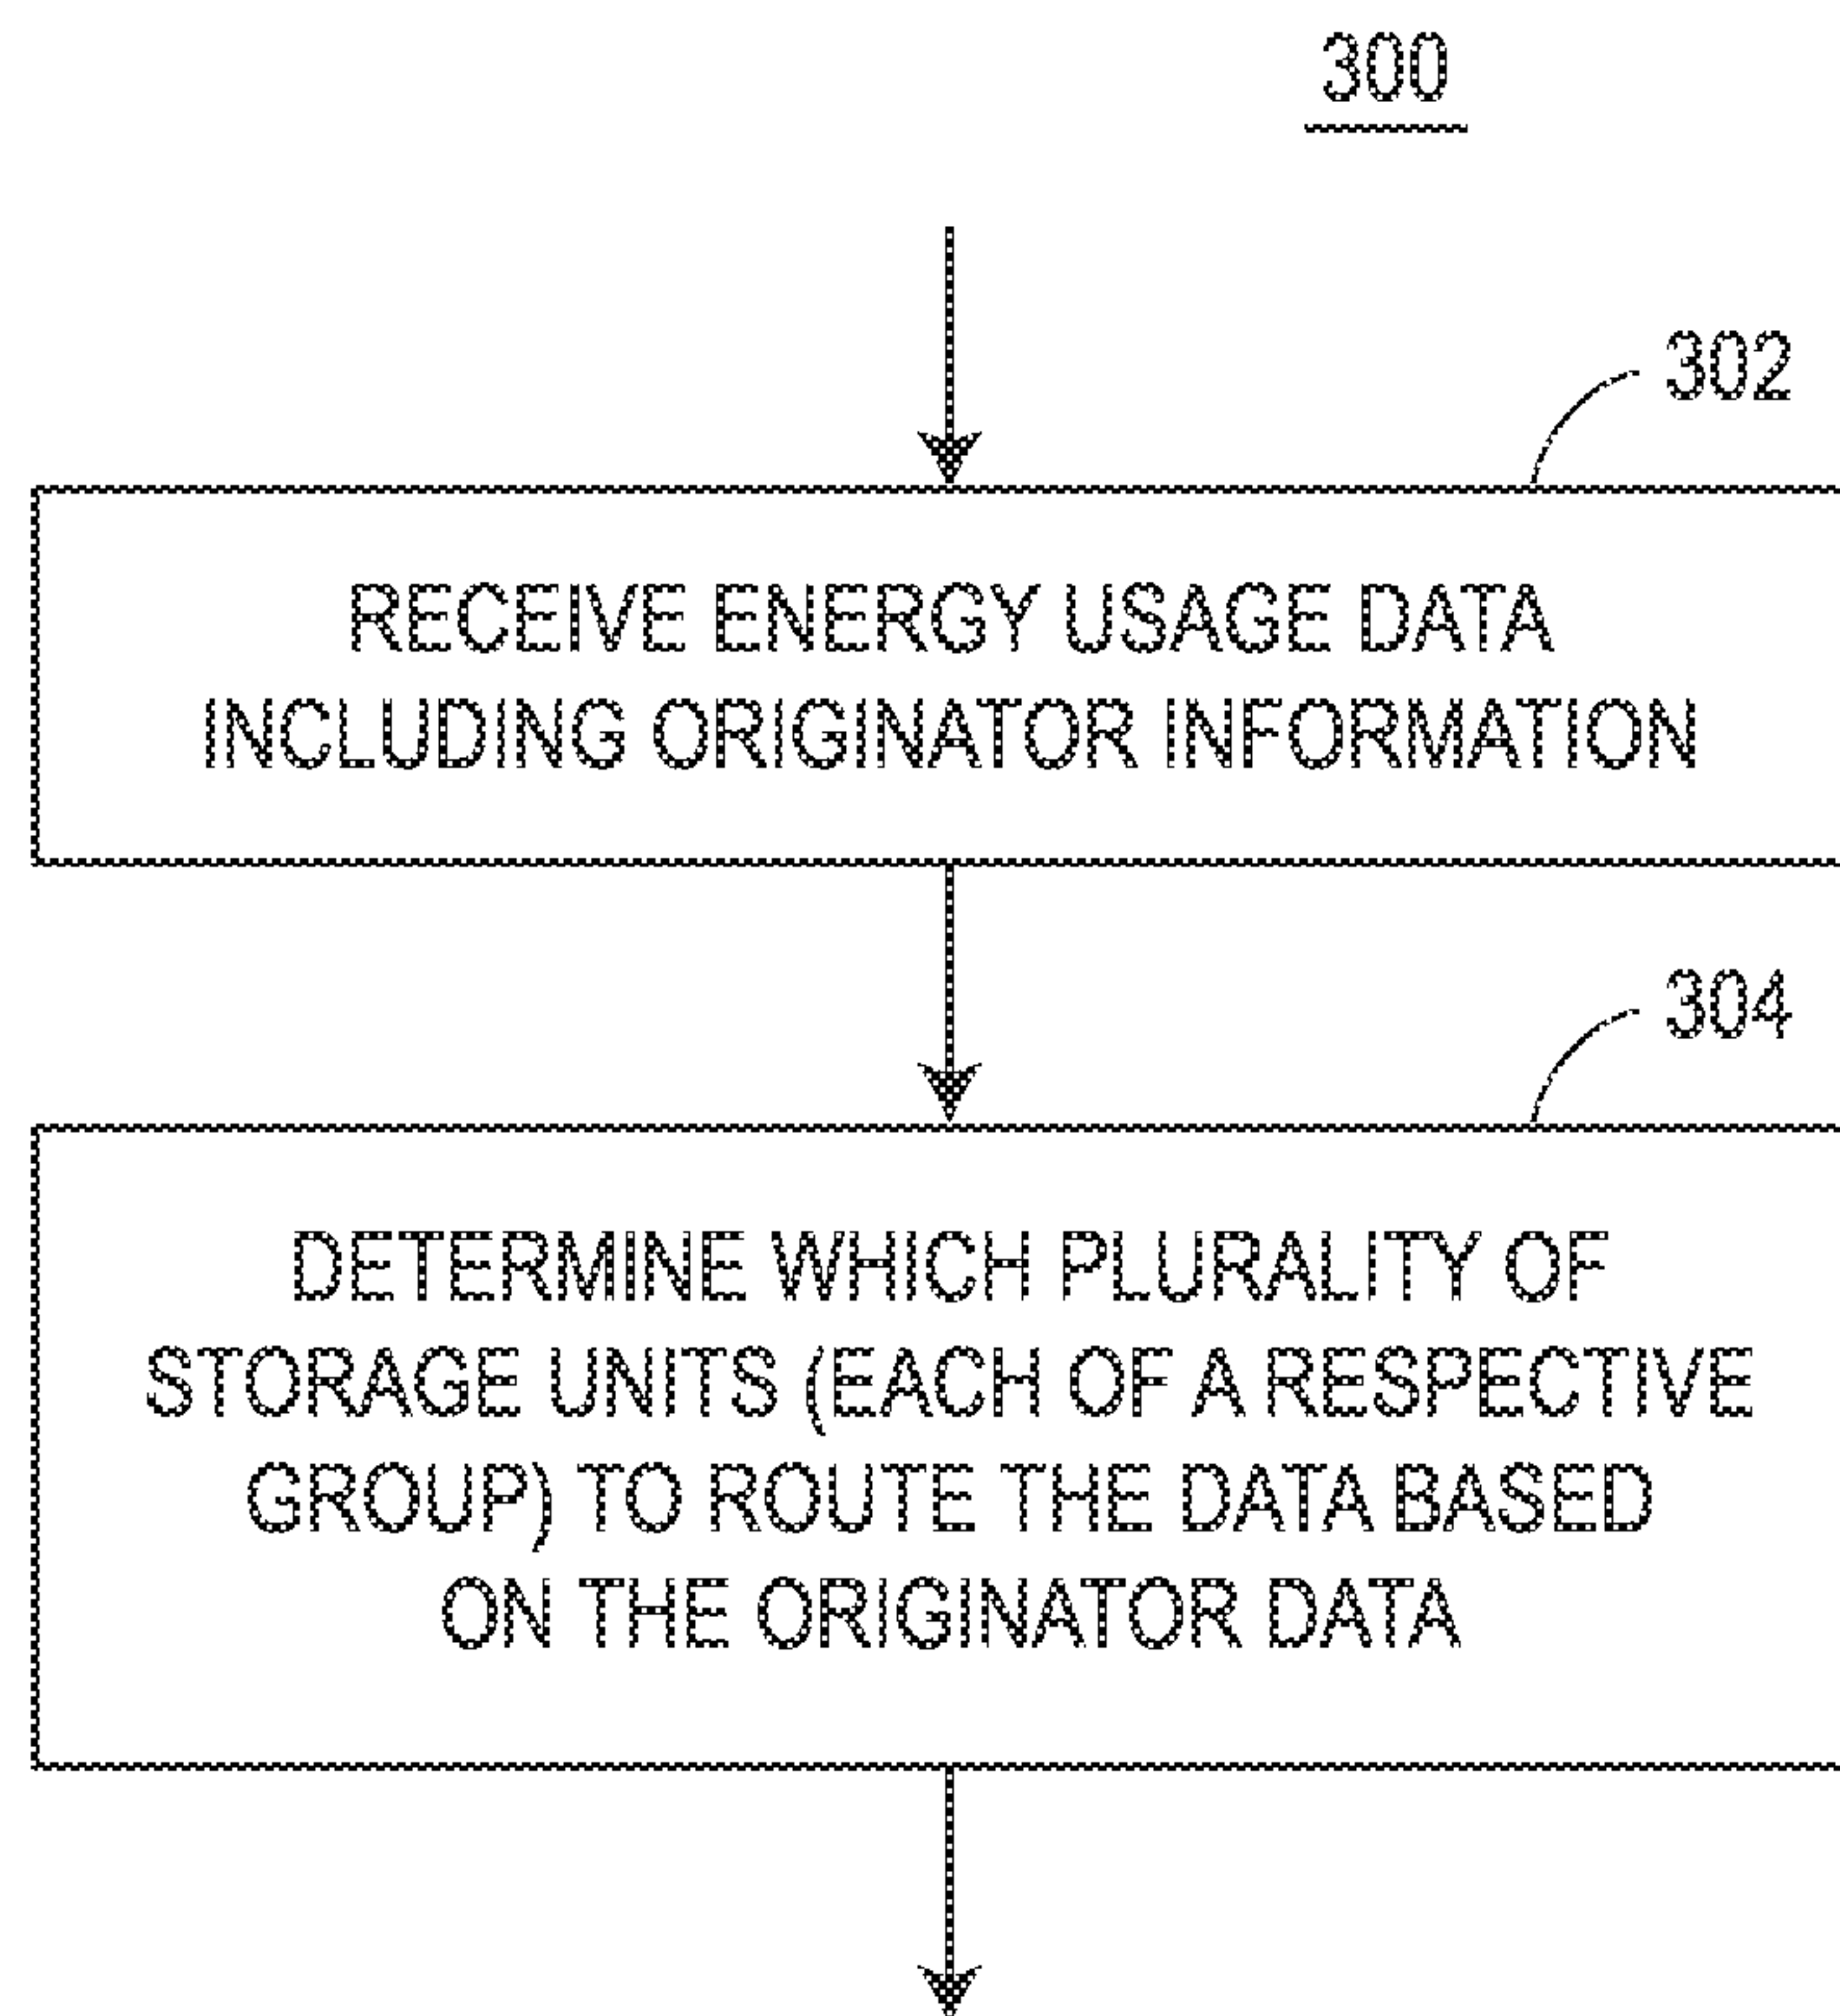 300
302
RECEIVE ENERGY USAGE DATA
INCLUDING ORIGINATOR INFORMATION
304
DETERMINE WHICH PLURALITY OF
STORAGE UNITS (EACH OF A RESPECTIVE
GROUP) TO ROUTE THE DATA BASED
ON THE ORIGINATOR DATA